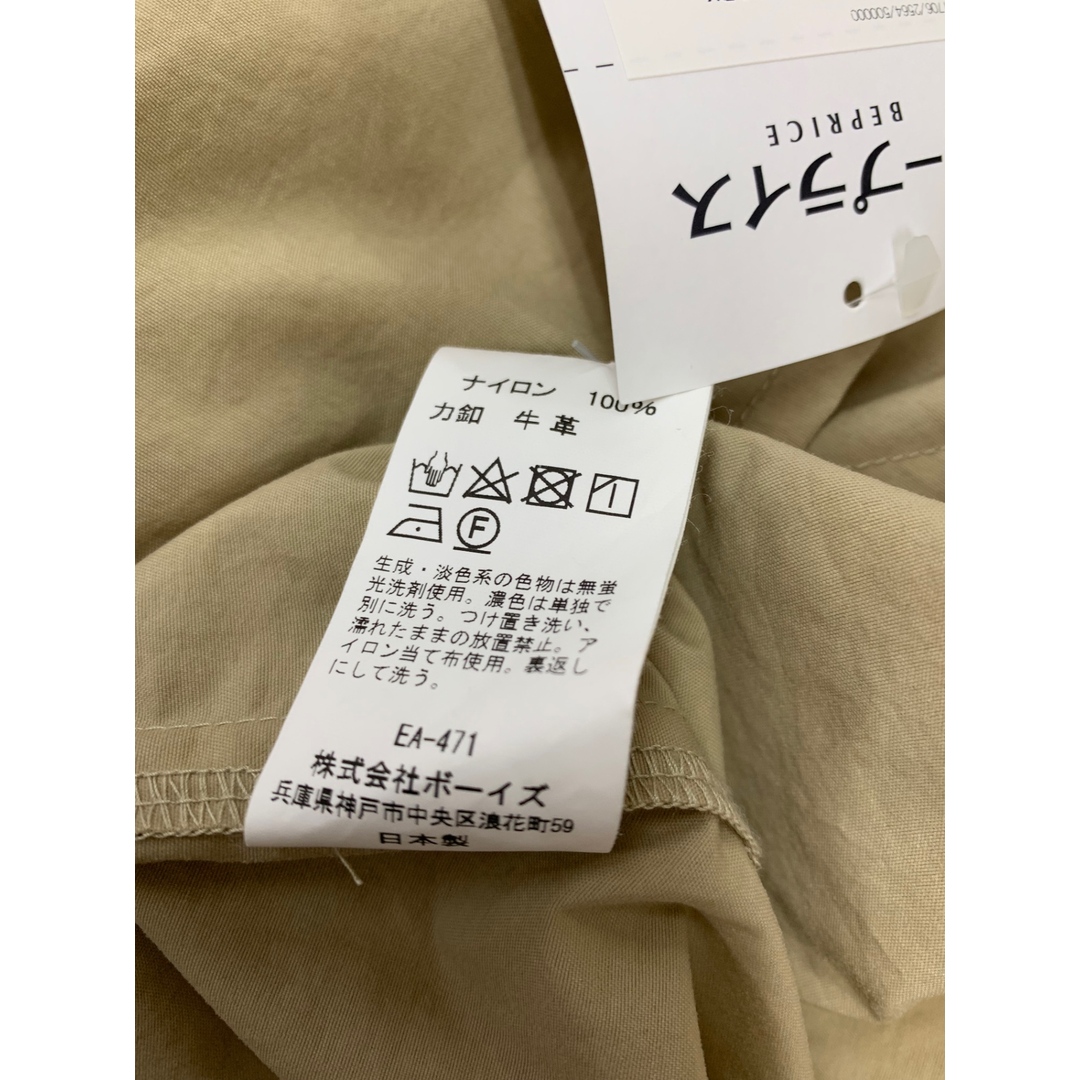 706/2564/500000
BEPRICE
ープライス
ナイロン 100%
力釦 牛革
F
生成・淡色系の色物は無蛍
光洗剤使用。濃色は単独で
別に洗う。つけ置き洗い、
濡れたままの放置禁止。ア
イロン当て布使用。裏返し
にして洗う。
EA-471
株式会社ボーイズ
兵庫県神戸市中央区浪花町59
日本製